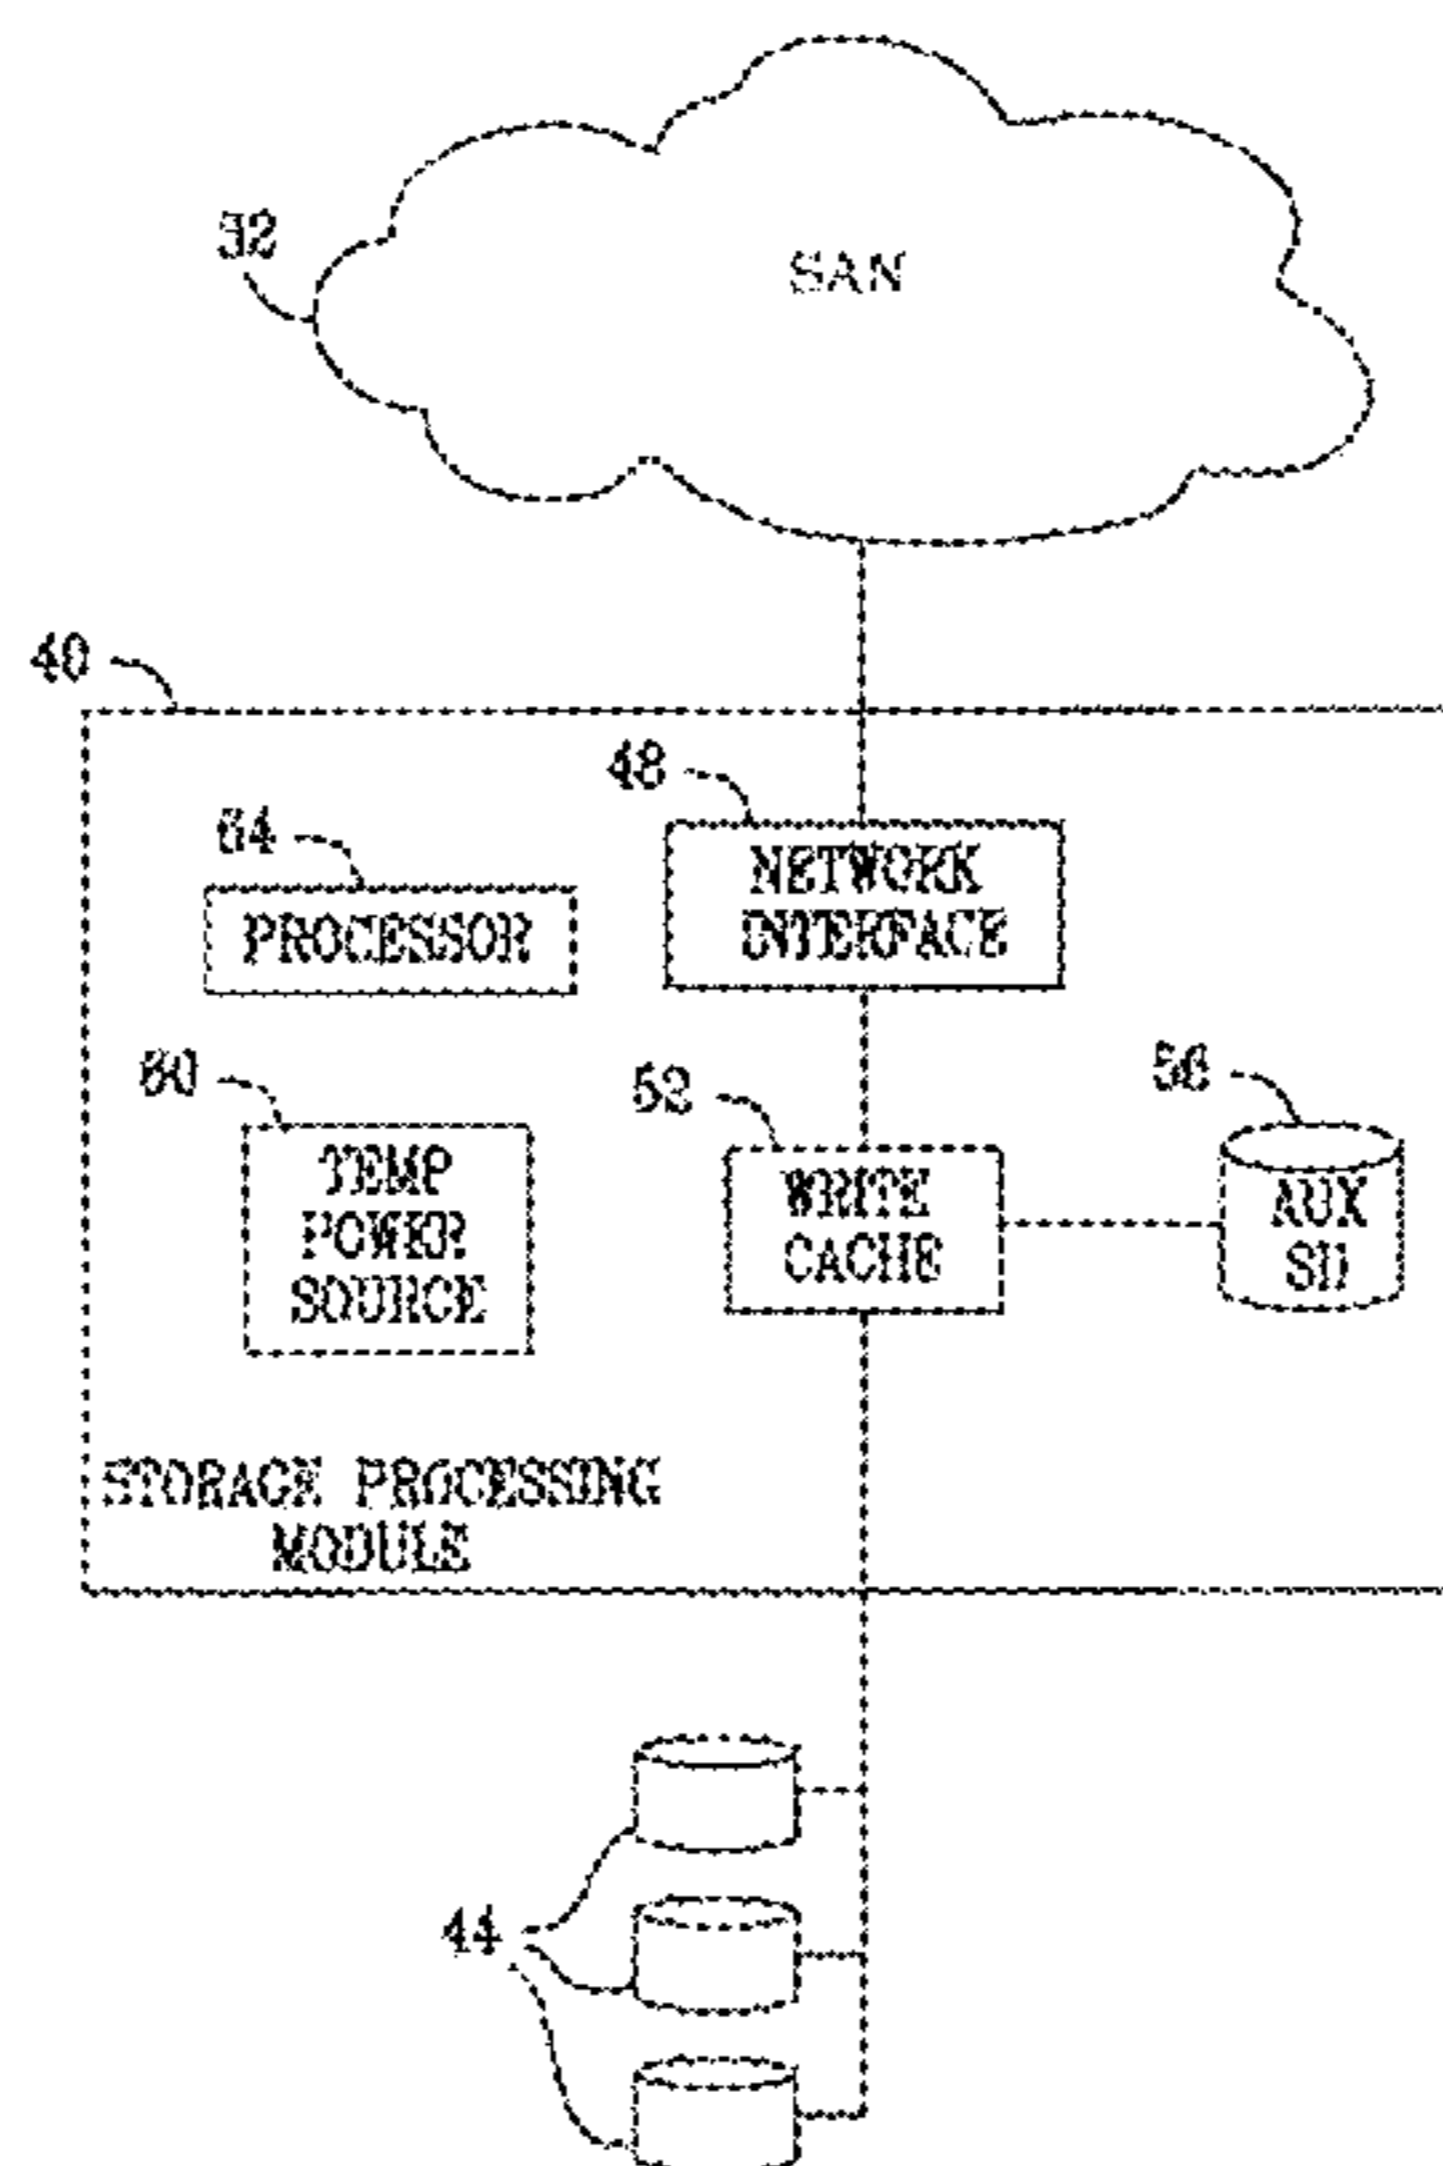 32
SAN
40
48
64
NETWORK
INTERFACE
PROCESSOR
60
52
56
TEMP
POWER
SOURCE
WRITE
CACHE
AUX
SD
STORAGE PROCESSING
MODULE
44